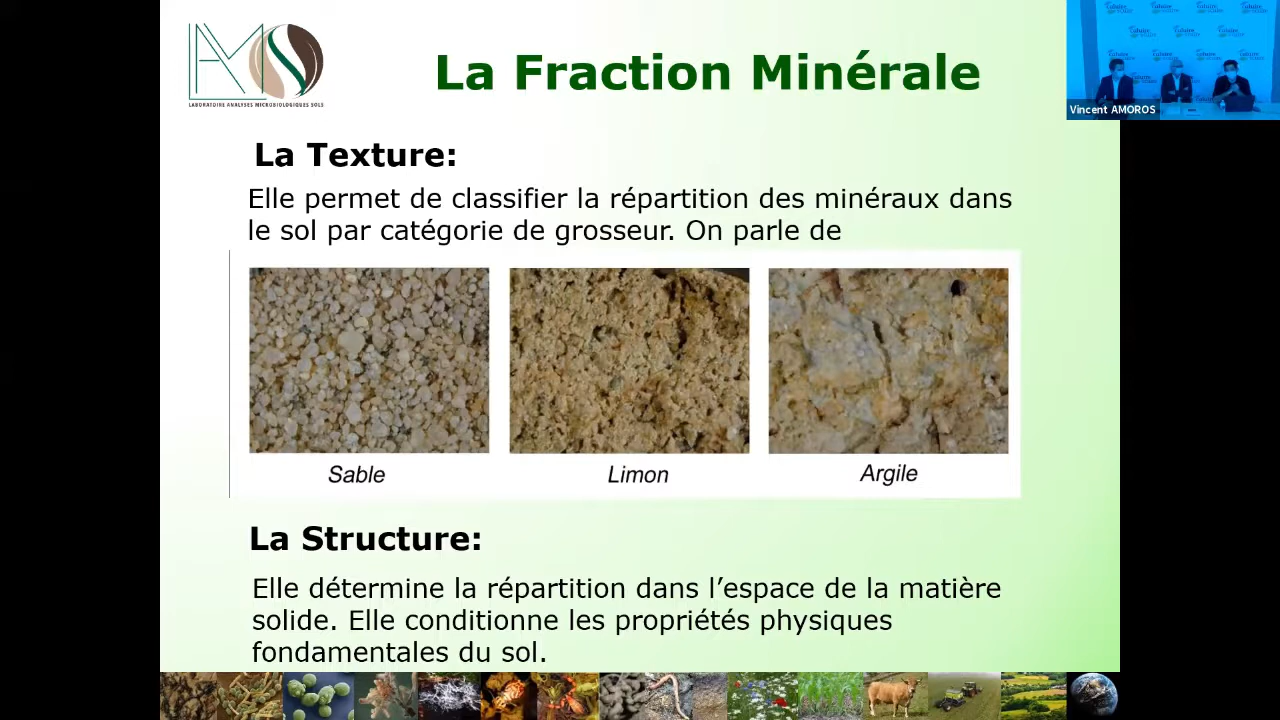 LAMS
LABORATOIRE ANALYSES MICROBIOLOGIQUES SOLS
La Fraction Minérale
Vincent AMOROS
La Texture:
Elle permet de classifier la répartition des minéraux dans
le sol par catégorie de grosseur. On parle de
Sable
Limon
Argile
La Structure:
Elle détermine la répartition dans l’espace de la matière
solide. Elle conditionne les propriétés physiques
fondamentales du sol.